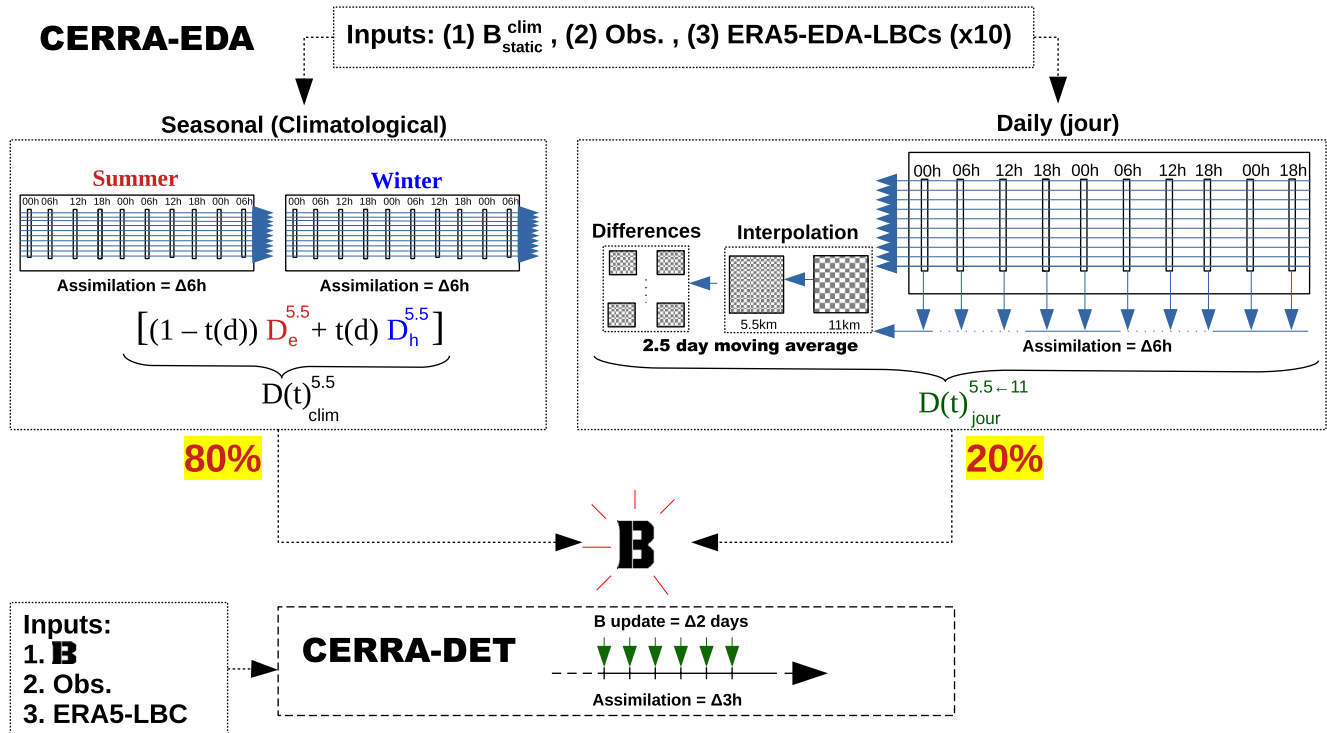 CERRA-EDA
Inputs: (1) B clim static , (2) Obs. , (3) ERA5-EDA-LBCs (x10)
Seasonal (Climatological)
Summer
00h 06h 12h 18h 00h 06h 12h 18h 00h 06h
Assimilation = Δ6h
Winter
00h 06h 12h 18h 00h 06h 12h 18h 00h 06h
Assimilation = Δ6h
[(1 – t(d)) D e 5.5 + t(d) D h 5.5 ]
D(t) 5.5 clim
80%
Daily (jour)
00h 06h 12h 18h 00h 06h 12h 18h 00h 18h
Differences
Interpolation
5.5km
11km
2.5 day moving average
Assimilation = Δ6h
D(t) 5.5←11 jour
20%
B
Inputs:
1. B
2. Obs.
3. ERA5-LBC
CERRA-DET
B update = Δ2 days
Assimilation = Δ3h